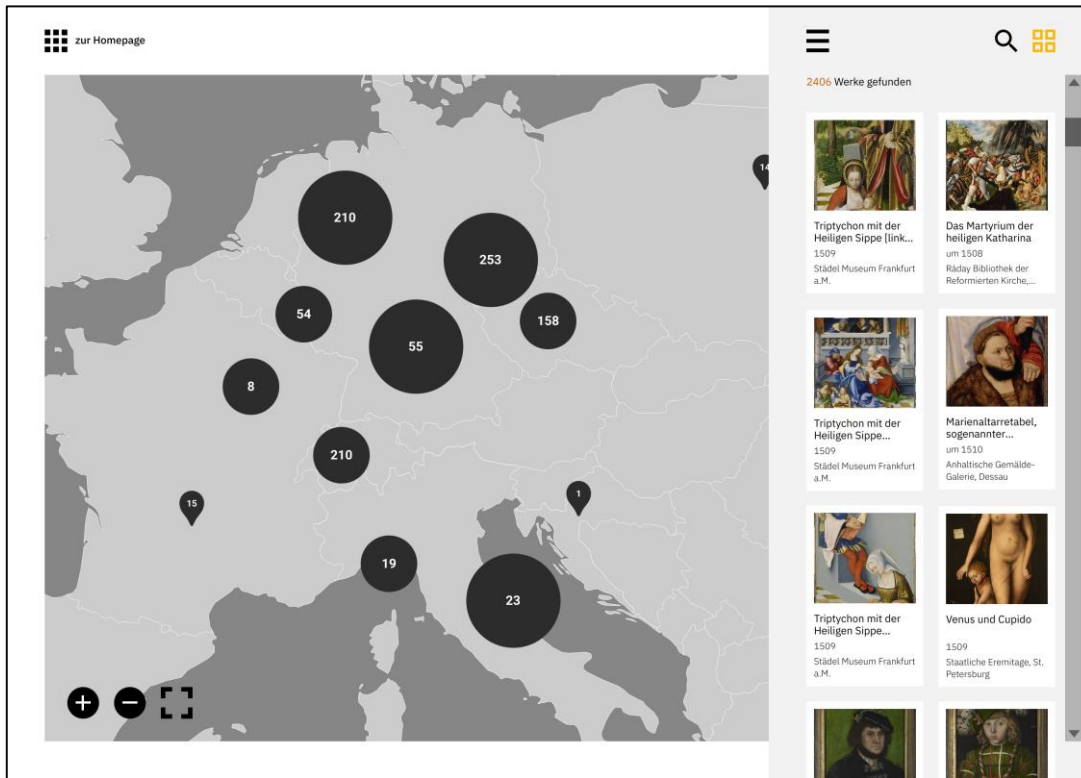 zur Homepage
2406 Werke gefunden
14
210
253
54
158
55
8
210
15
1
19
23
Triptychon mit der
Heiligen Sippe [link...
1509
Städel Museum Frankfurt
a.M.
Das Martyrium der
heiligen Katharina
um 1508
Ráday Bibliothek der
Reformierten Kirche,...
Triptychon mit der
Heiligen Sippe...
1509
Städel Museum Frankfurt
a.M.
Marienaltarretabel,
sogenannter...
um 1510
Anhaltische Gemälde-
Galerie, Dessau
Triptychon mit der
Heiligen Sippe...
1509
Städel Museum Frankfurt
a.M.
Venus und Cupido
1509
Staatliche Eremitage, St.
Petersburg